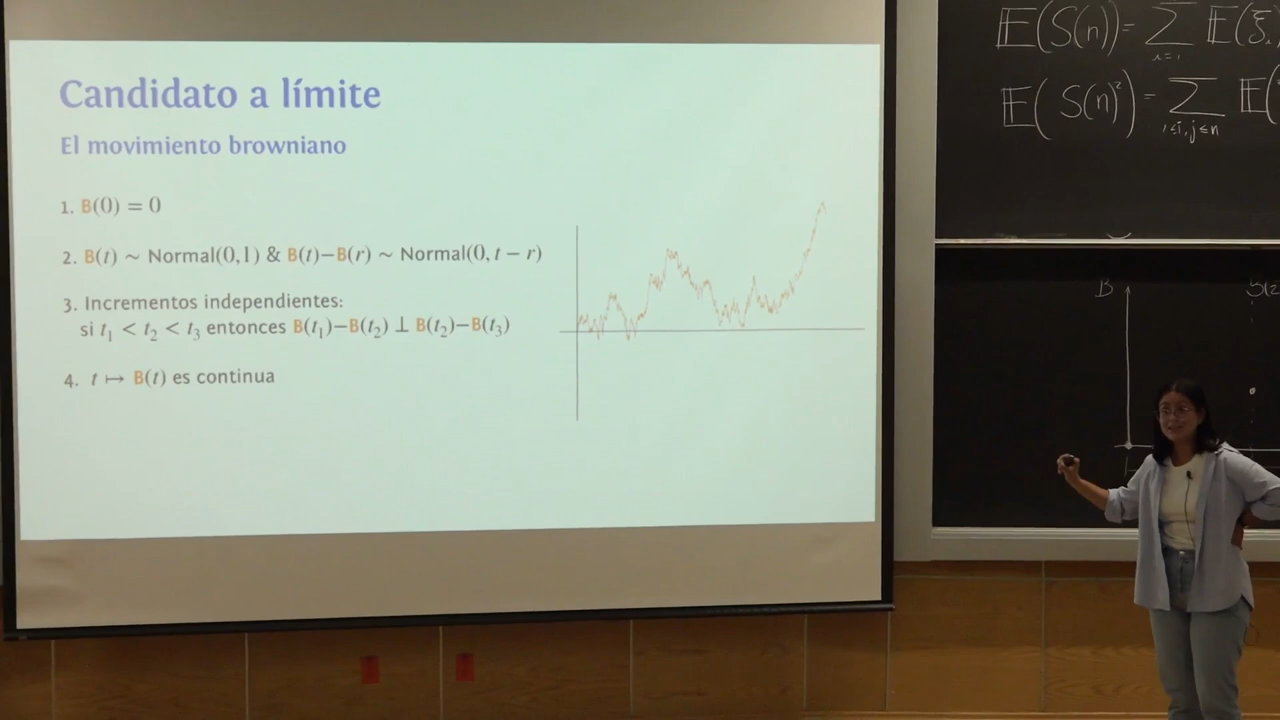 Candidato a límite
El movimiento browniano
1. B(0) = 0
2. B(t) ∼ Normal(0,1) & B(t)−B(r) ∼ Normal(0, t − r)
3. Incrementos independientes:
si t₁ < t₂ < t₃ entonces B(t₁)−B(t₂) ⊥ B(t₂)−B(t₃)
4. t ↦ B(t) es continua
E(S(n)) = Σ E(ξ
i=1
E(S(n)²) = Σ E(
1≤i,j≤n
B